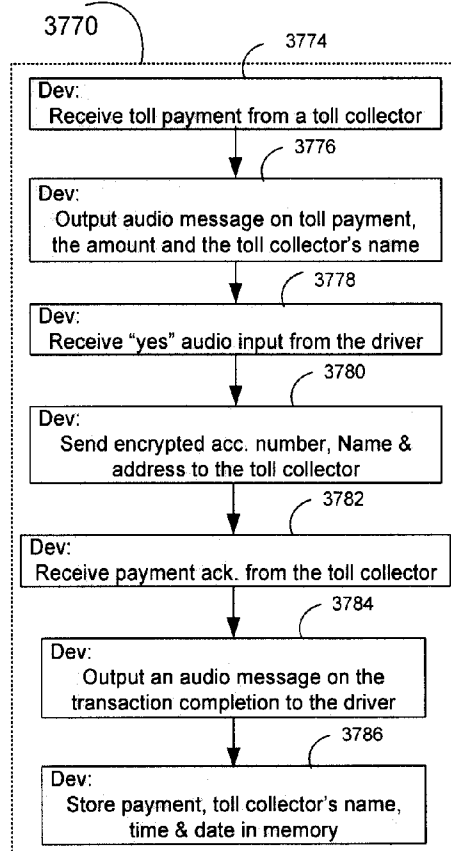 3770
3774
Dev:
Receive toll payment from a toll collector
3776
Dev:
Output audio message on toll payment,
the amount and the toll collector's name
3778
Dev:
Receive “yes” audio input from the driver
3780
Dev:
Send encrypted acc. number, Name &
address to the toll collector
3782
Dev:
Receive payment ack. from the toll collector
3784
Dev:
Output an audio message on the
transaction completion to the driver
3786
Dev:
Store payment, toll collector's name,
time & date in memory